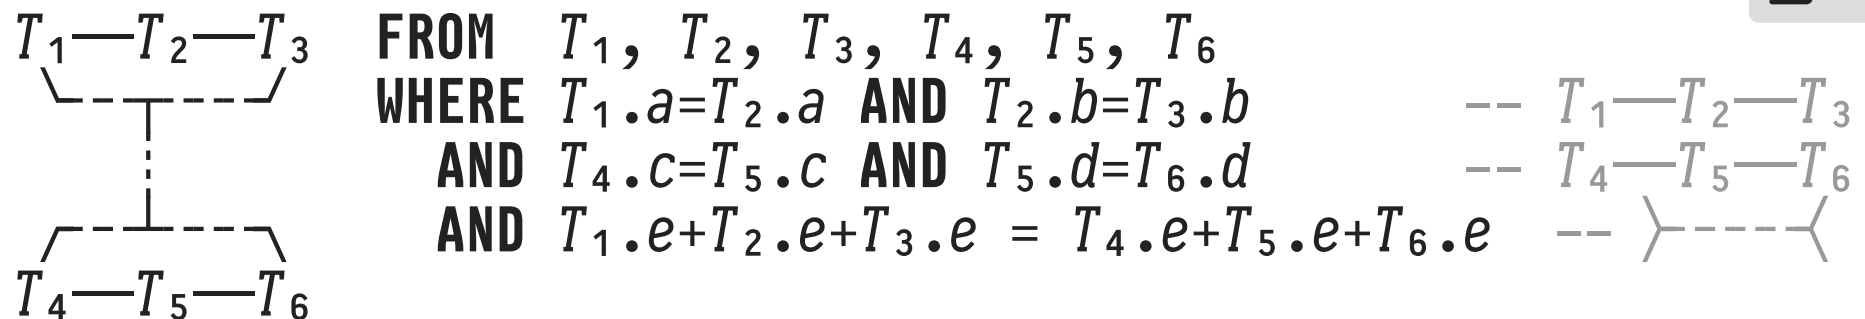 T1 T2 T3
T4 T5 T6
FROM T1, T2, T3, T4, T5, T6
WHERE T1.a=T2.a AND T2.b=T3.b -- T1—T2—T3
AND T4.c=T5.c AND T5.d=T6.d -- T4—T5—T6
AND T1.e+T2.e+T3.e = T4.e+T5.e+T6.e --